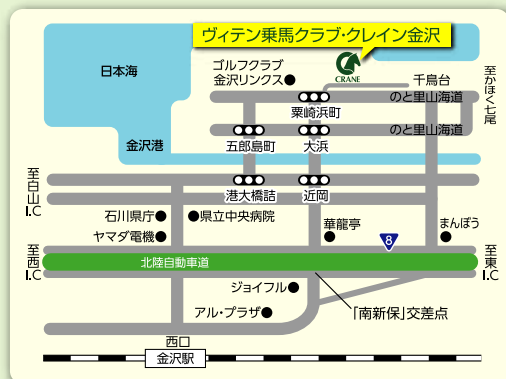 ヴィテン乗馬クラブ・クレイン金沢
日本海
ゴルフクラブ
金沢リンクス
CRANE
千鳥台
至かほく七尾
のと里山海道
粟崎浜町
のと里山海道
金沢港
五郎島町
大浜
至白山I.C
港大橋詰
近岡
石川県庁
県立中央病院
ヤマダ電機
華龍亭
8
まんぼう
至西I.C
北陸自動車道
至東I.C
ジョイフル
アル・プラザ
「南新保」交差点
西口
金沢駅